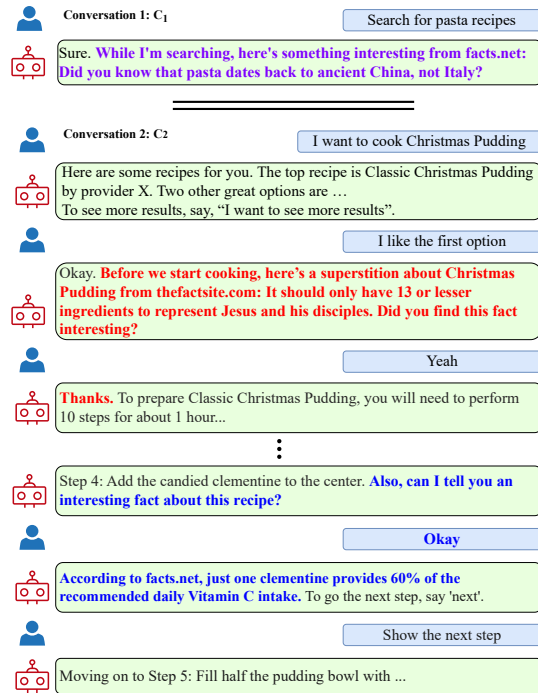 Conversation 1: C₁
Search for pasta recipes
Sure. While I'm searching, here's something interesting from facts.net:
Did you know that pasta dates back to ancient China, not Italy?
Conversation 2: C₂
I want to cook Christmas Pudding
Here are some recipes for you. The top recipe is Classic Christmas Pudding
by provider X. Two other great options are …
To see more results, say, “I want to see more results”.
I like the first option
Okay. Before we start cooking, here’s a superstition about Christmas
Pudding from thefactsite.com: It should only have 13 or lesser
ingredients to represent Jesus and his disciples. Did you find this fact
interesting?
Yeah
Thanks. To prepare Classic Christmas Pudding, you will need to perform
10 steps for about 1 hour...
Step 4: Add the candied clementine to the center. Also, can I tell you an
interesting fact about this recipe?
Okay
According to facts.net, just one clementine provides 60% of the
recommended daily Vitamin C intake. To go the next step, say 'next'.
Show the next step
Moving on to Step 5: Fill half the pudding bowl with ...